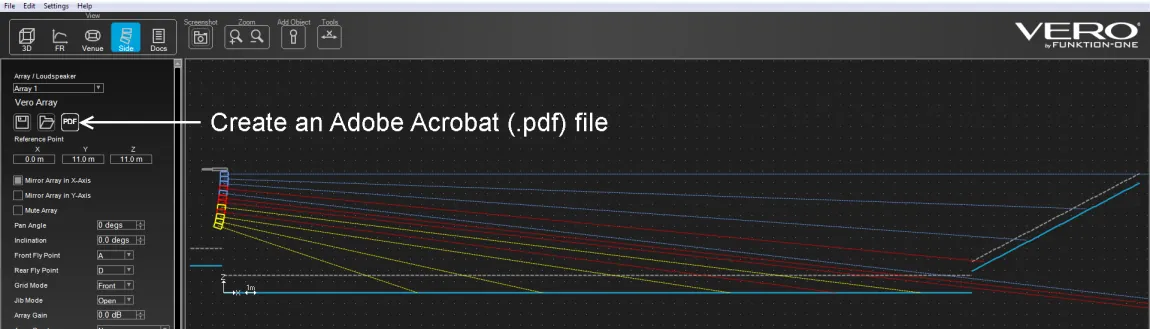 File Edit Settings Help
View
Screenshot Zoom Add Object Tools
3D FR Venue Side Docs
VERO
by FUNKTION-ONE
Array / Loudspeaker
Array 1
Vero Array
PDF
Create an Adobe Acrobat (.pdf) file
Reference Point
X Y Z
0.0 m 11.0 m 11.0 m
Mirror Array in X-Axis
Mirror Array in Y-Axis
Mute Array
Pan Angle 0 degs
Inclination 0.0 degs
Front Fly Point A
Rear Fly Point D
Grid Mode Front
Jib Mode Open
Array Gain 0.0 dB
Z
X 1m